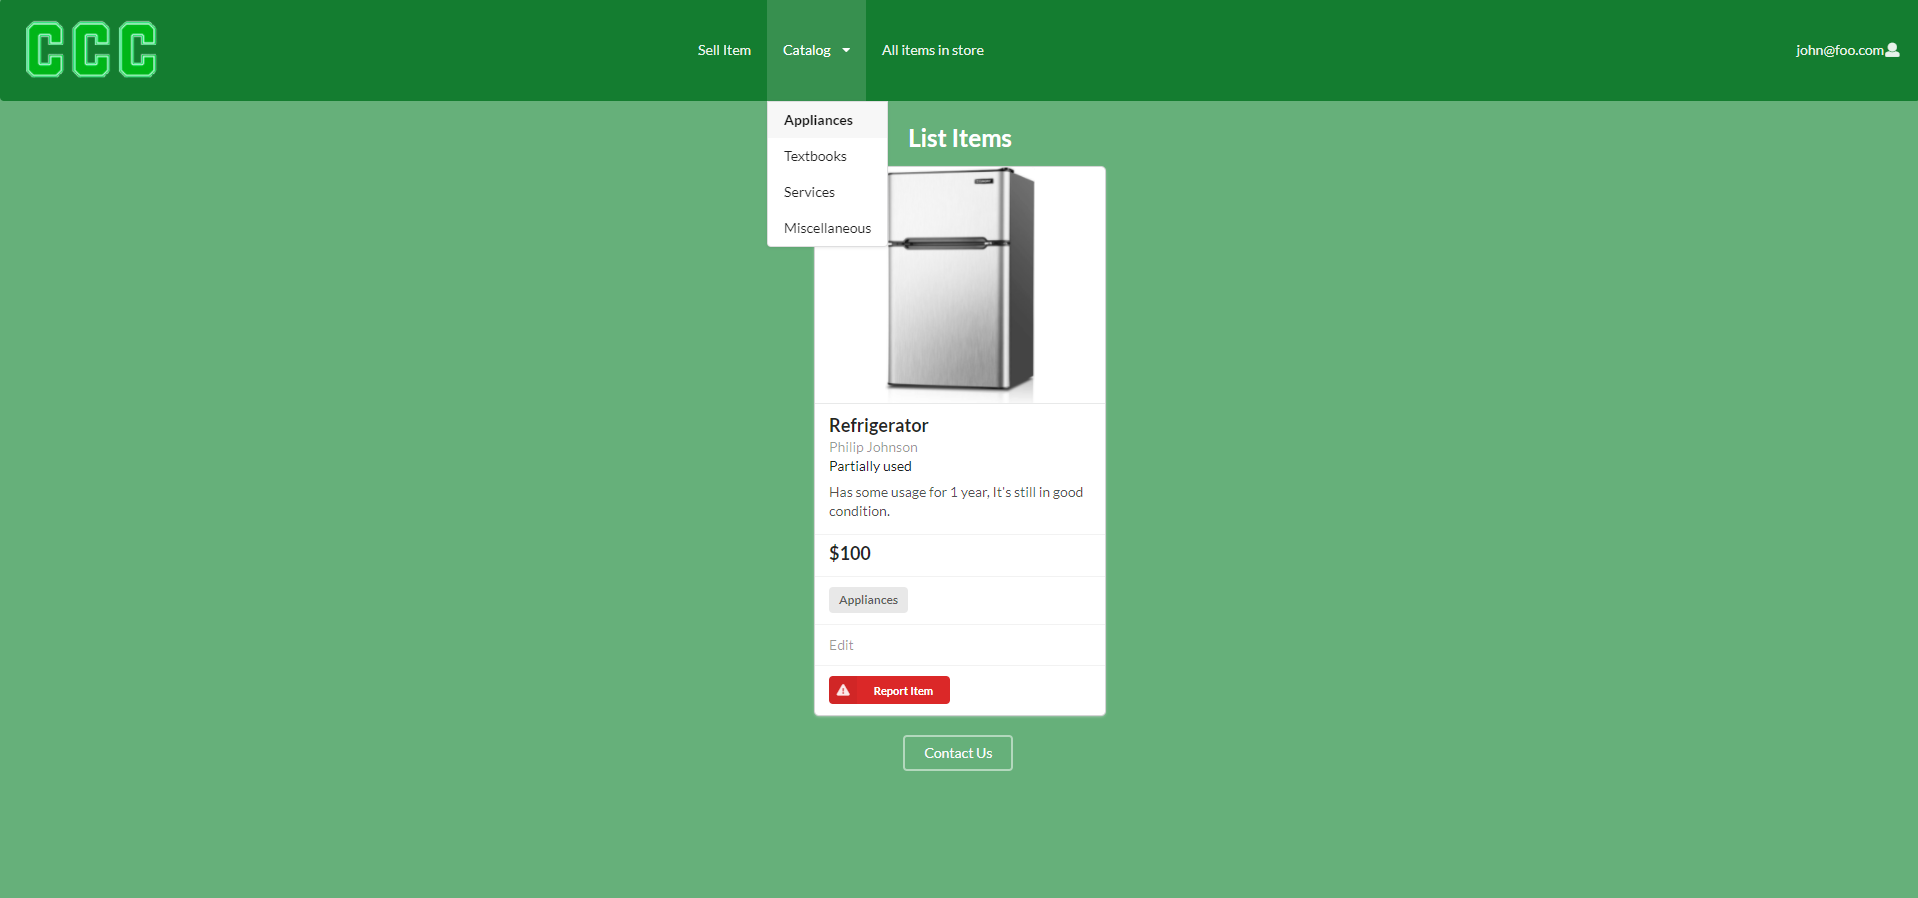 CCC
Sell Item
Catalog
All items in store
john@foo.com
Appliances
Textbooks
Services
Miscellaneous
List Items
Refrigerator
Philip Johnson
Partially used
Has some usage for 1 year, It's still in good
condition.
$100
Appliances
Edit
Report Item
Contact Us